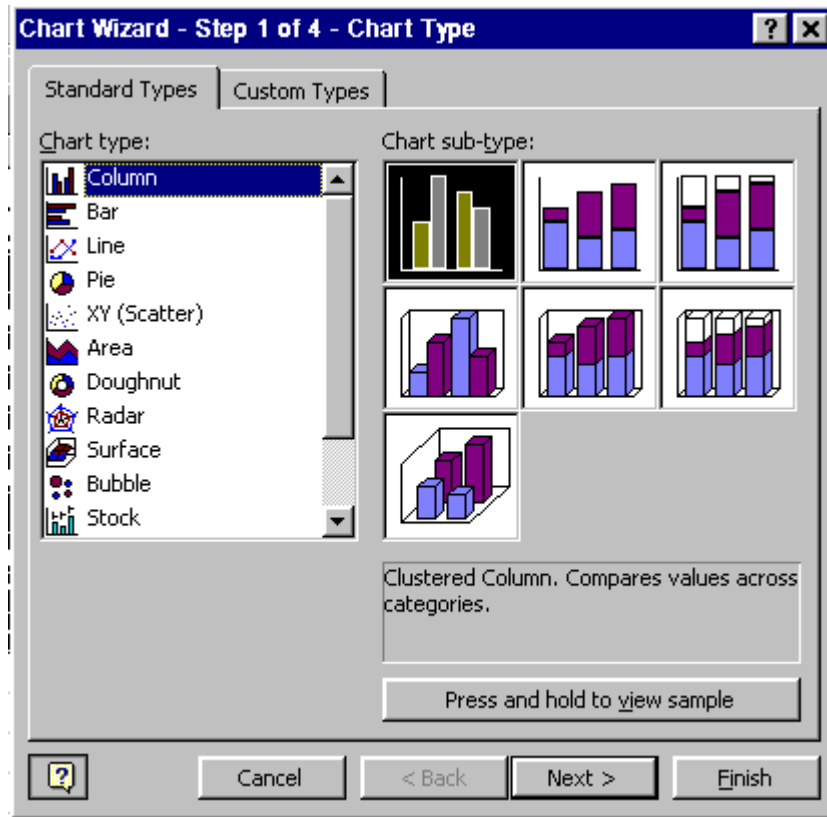 Chart Wizard - Step 1 of 4 - Chart Type
Standard Types
Custom Types
Chart type:
Column
Bar
Line
Pie
XY (Scatter)
Area
Doughnut
Radar
Surface
Bubble
Stock
Chart sub-type:
Clustered Column. Compares values across
categories.
Press and hold to view sample
Cancel
< Back
Next >
Finish